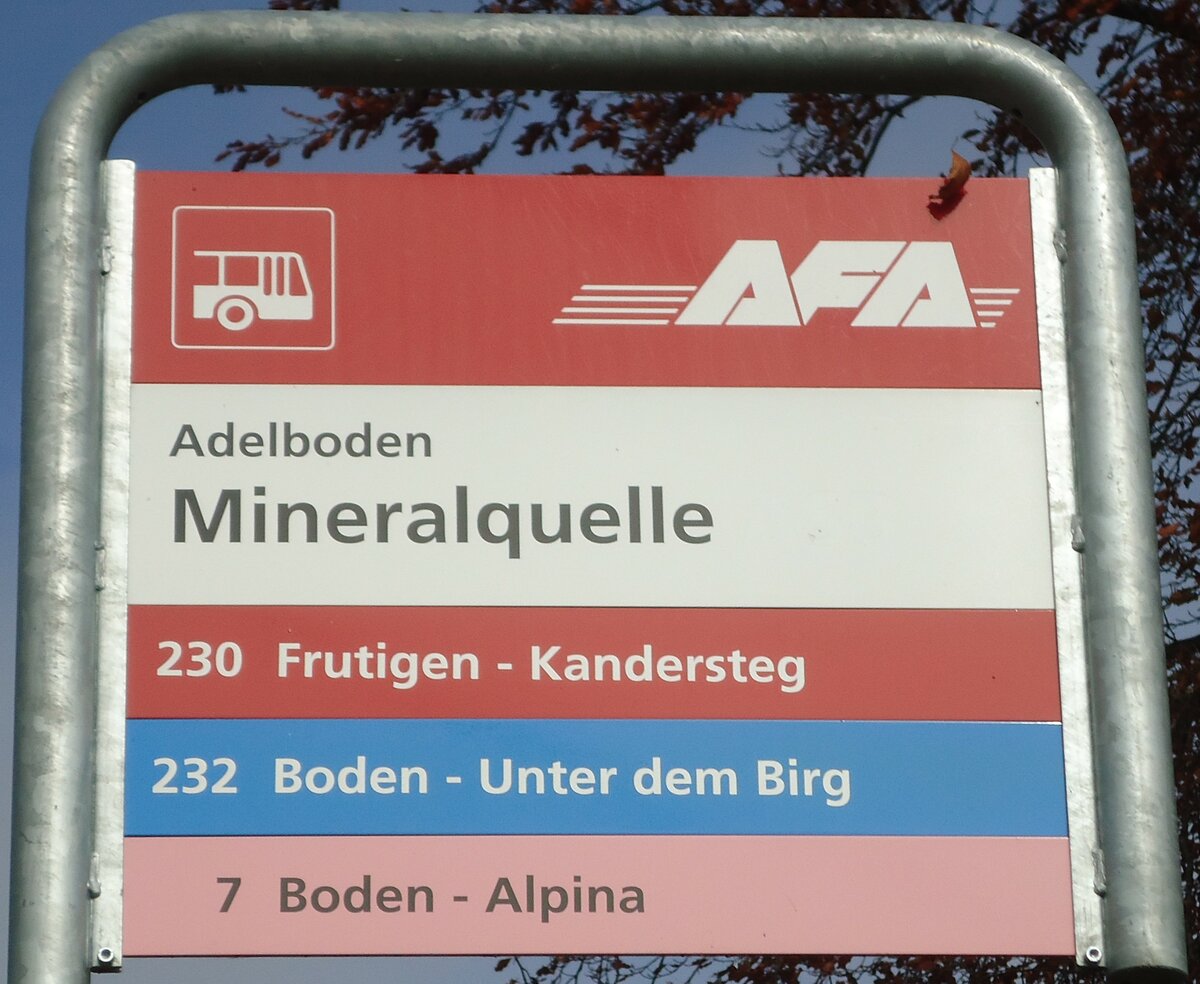 AFA
Adelboden
Mineralquelle
230 Frutigen - Kandersteg
232 Boden - Unter dem Birg
7 Boden - Alpina